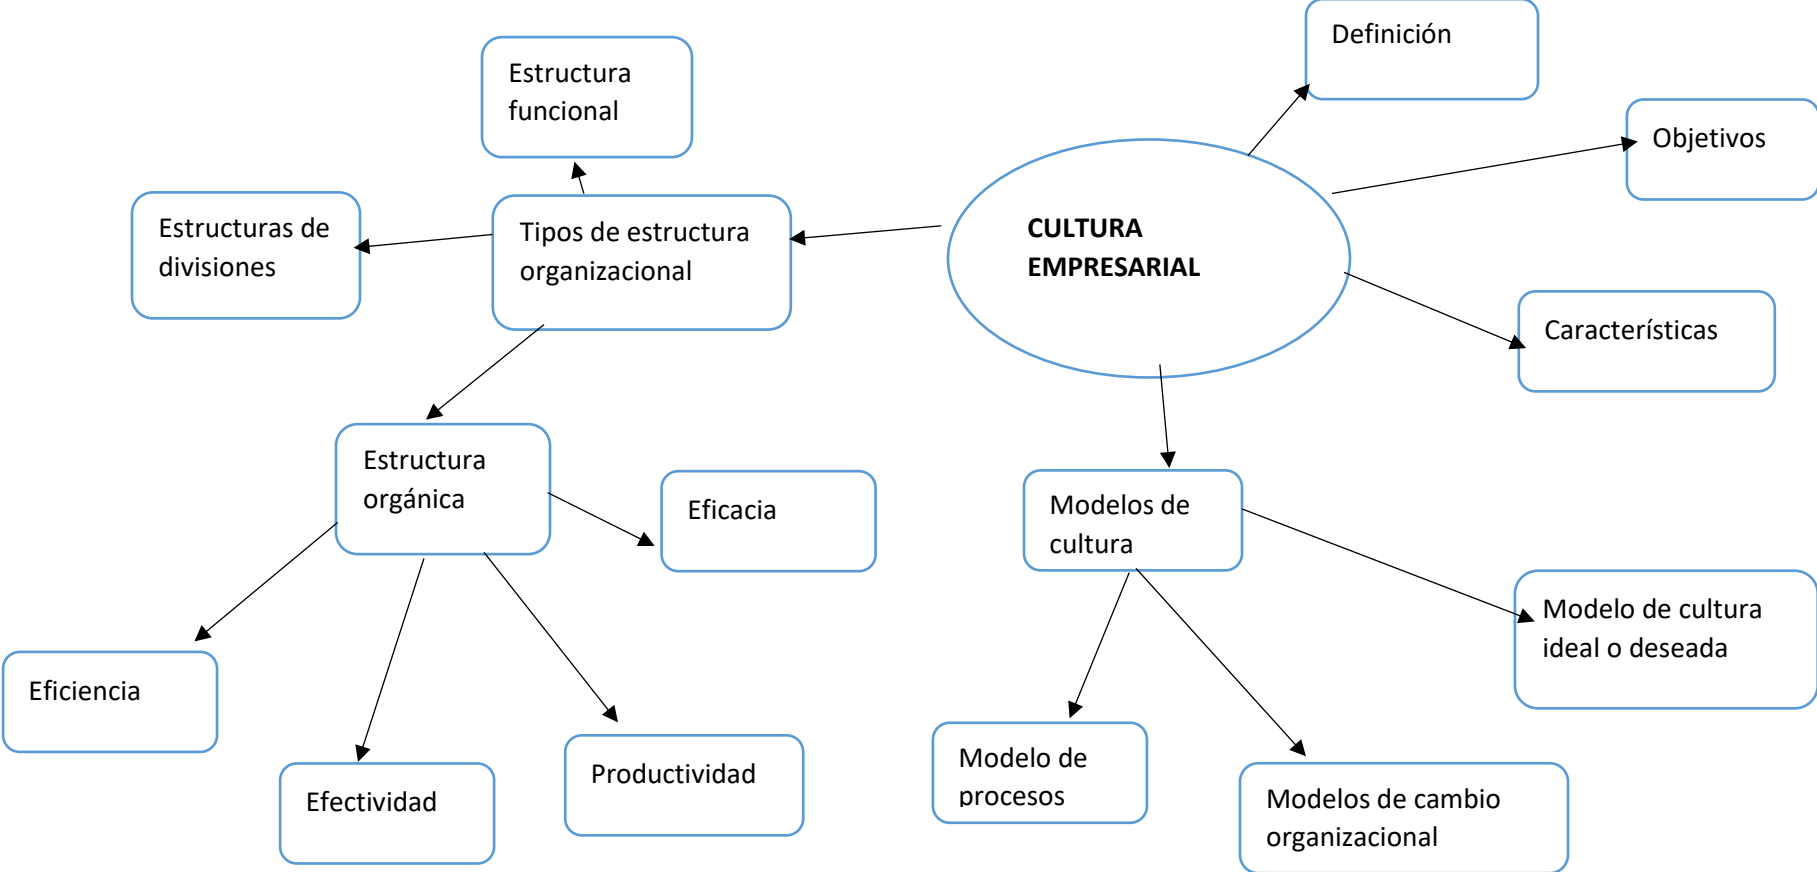 Definición
Estructura
funcional
Objetivos
Estructuras de
divisiones
Tipos de estructura
organizacional
CULTURA
EMPRESARIAL
Característícas
Estructura
orgánica
Eficacia
Modelos de
cultura
Modelo de cultura
ideal o deseada
Eficiencia
Efectividad
Productividad
Modelo de
procesos
Modelos de cambio
organizacional